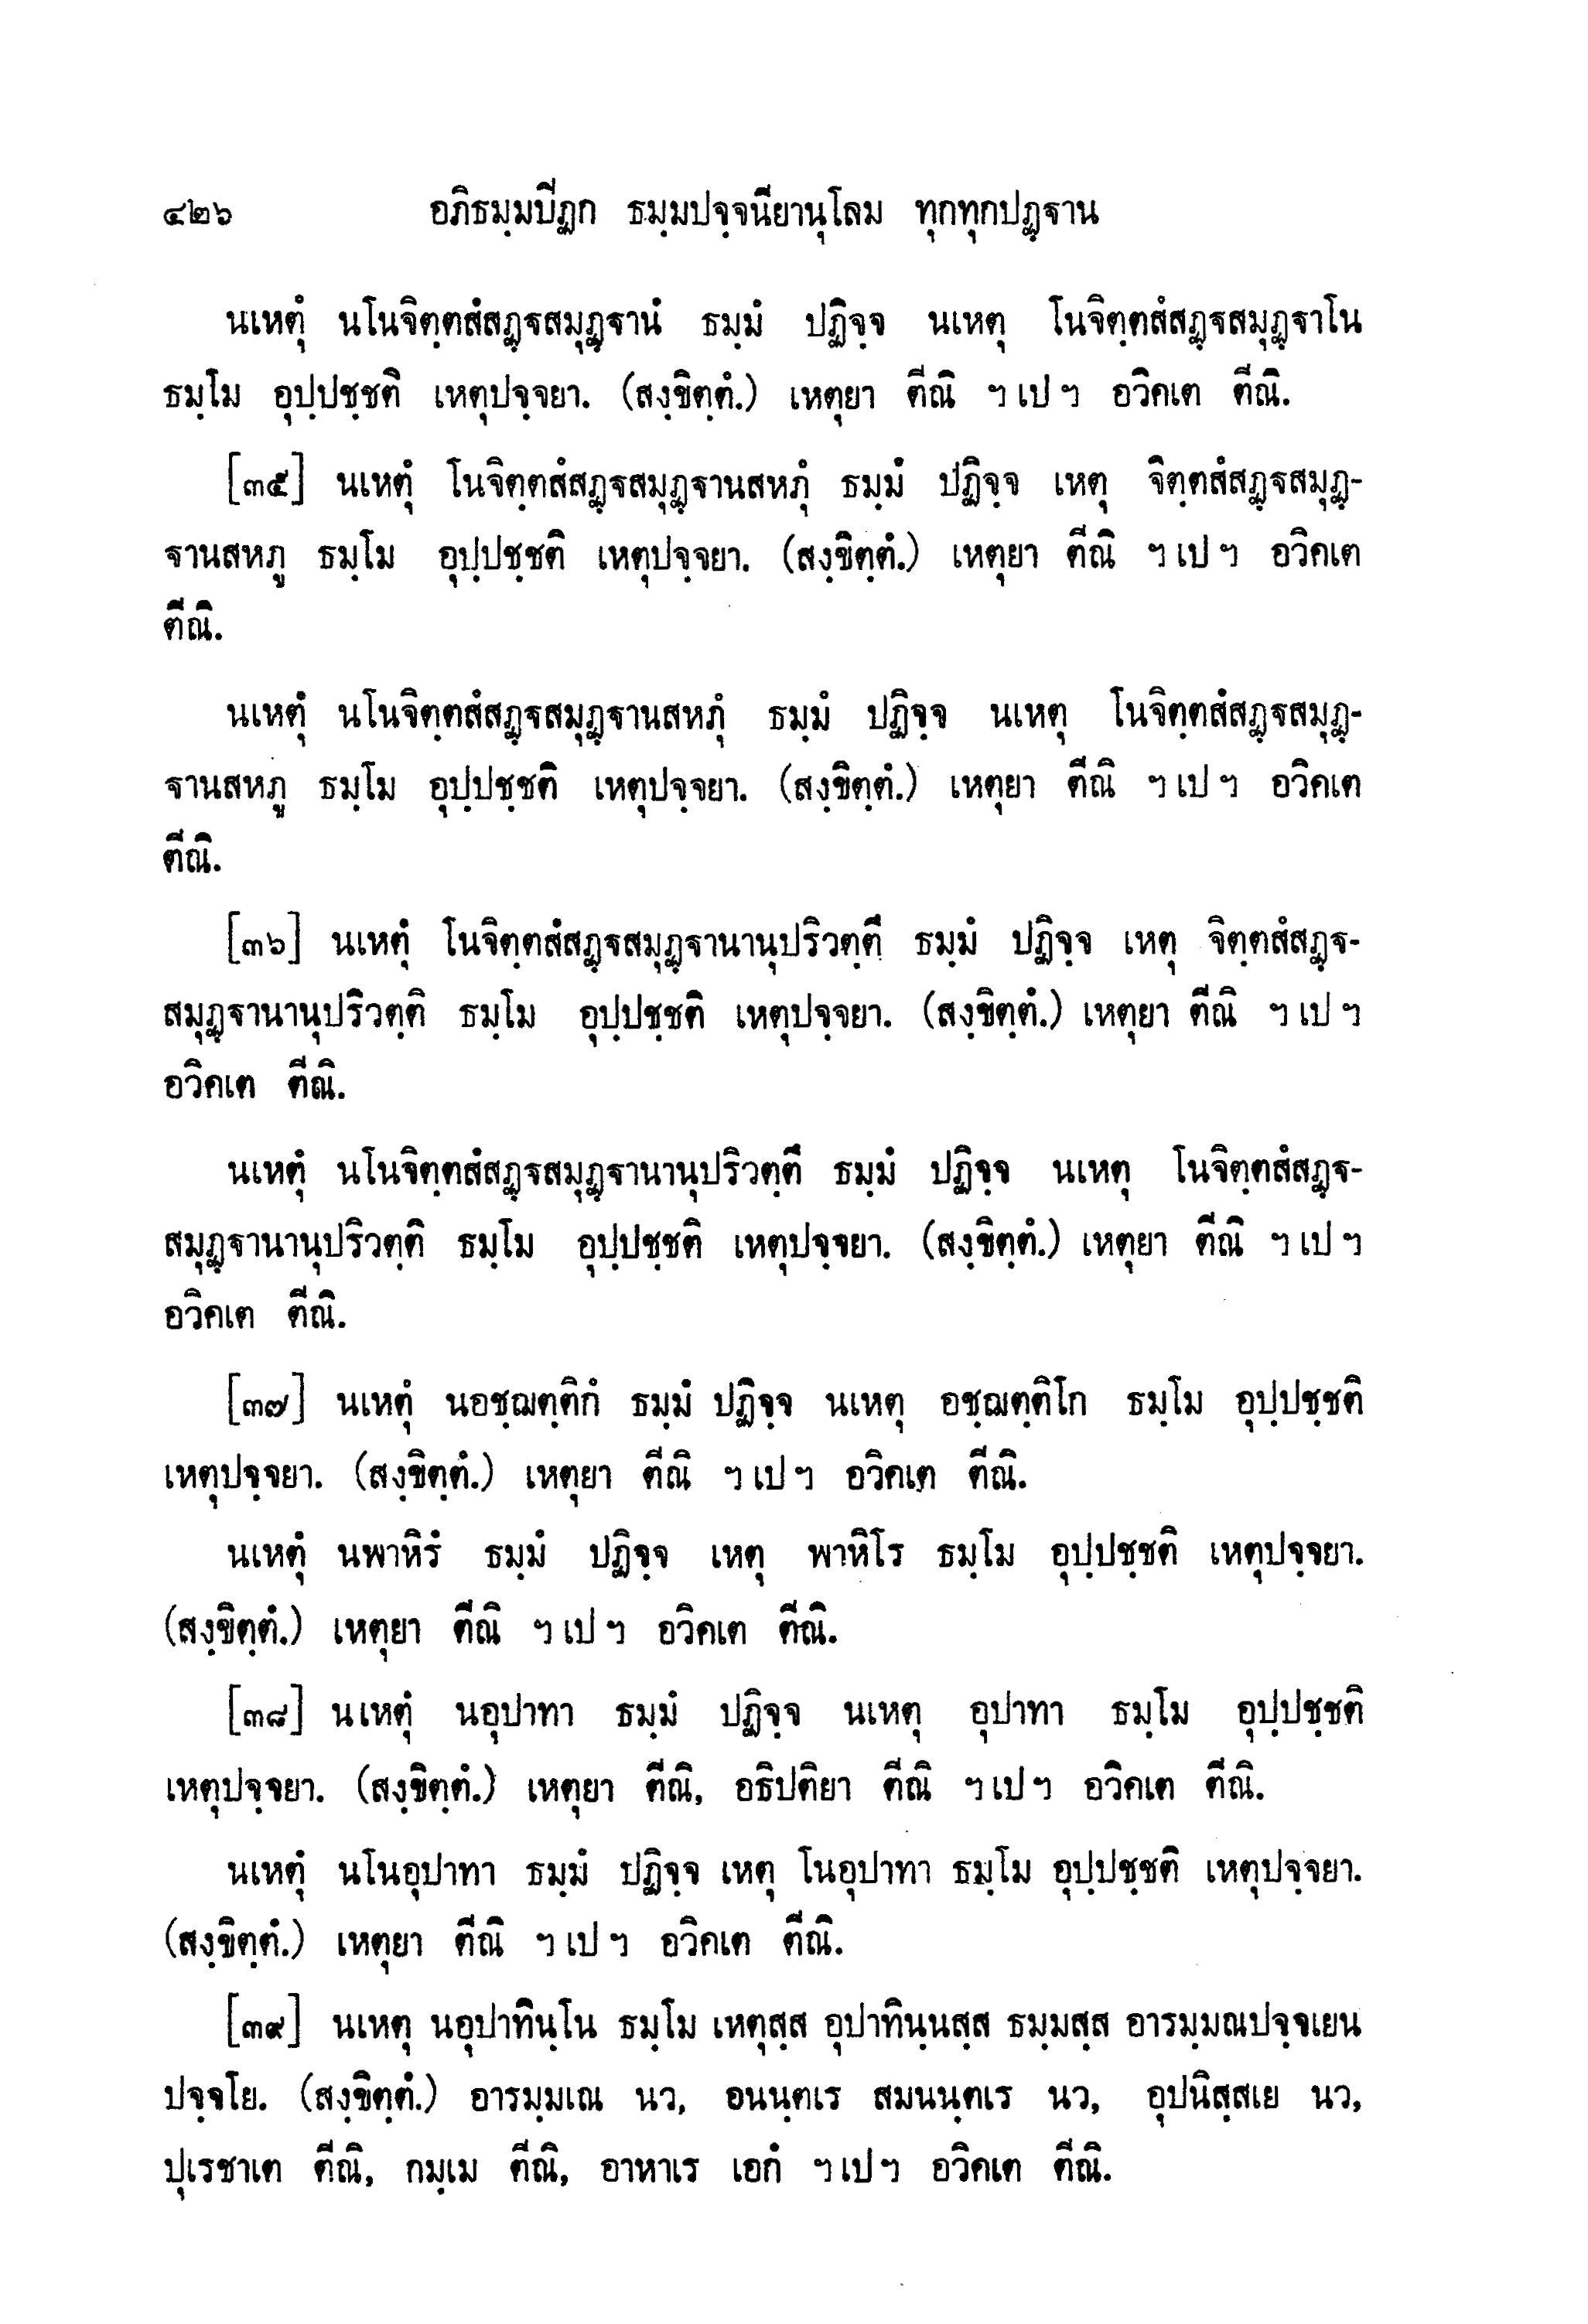 ๔๒๖ อภิธมฺมปิฏก ธมฺมปจฺจนียานุโลม ทุกทุกปฏฺฐาน
นเหตุํ นโนจิตฺตสํสฏฺฐสมุฏฺฐานํ ธมฺมํ ปฏิจฺจ นเหตุ โนจิตฺตสํสฏฺฐสมุฏฺฐาโน
ธมฺโม อุปฺปชฺชติ เหตุปจฺจยา. (สงฺขิตฺตํ.) เหตุยา ตีณิ ฯ เป ฯ อวิคเต ตีณิ.
[๓๕] นเหตุํ โนจิตฺตสํสฏฺฐสมุฏฺฐานสหภุํ ธมฺมํ ปฏิจฺจ เหตุ จิตฺตสํสฏฺฐสมุฏฺ-
ฐานสหภู ธมฺโม อุปฺปชฺชติ เหตุปจฺจยา. (สงฺขิตฺตํ.) เหตุยา ตีณิ ฯ เป ฯ อวิคเต
ตีณิ.
นเหตุํ นโนจิตฺตสํสฏฺฐสมุฏฺฐานสหภุํ ธมฺมํ ปฏิจฺจ นเหตุ โนจิตฺตสํสฏฺฐสมุฏฺ-
ฐานสหภู ธมฺโม อุปฺปชฺชติ เหตุปจฺจยา. (สงฺขิตฺตํ.) เหตุยา ตีณิ ฯ เป ฯ อวิคเต
ตีณิ.
[๓๖] นเหตุํ โนจิตฺตสํสฏฺฐสมุฏฺฐานานุปริวตฺตึ ธมฺมํ ปฏิจฺจ เหตุ จิตฺตสํสฏฺฐ-
สมุฏฺฐานานุปริวตฺติ ธมฺโม อุปฺปชฺชติ เหตุปจฺจยา. (สงฺขิตฺตํ.) เหตุยา ตีณิ ฯ เป ฯ
อวิคเต ตีณิ.
นเหตุํ นโนจิตฺตสํสฏฺฐสมุฏฺฐานานุปริวตฺตึ ธมฺมํ ปฏิจฺจ นเหตุ โนจิตฺตสํสฏฺฐ-
สมุฏฺฐานานุปริวตฺติ ธมฺโม อุปฺปชฺชติ เหตุปจฺจยา. (สงฺขิตฺตํ.) เหตุยา ตีณิ ฯ เป ฯ
อวิคเต ตีณิ.
[๓๗] นเหตุํ นอชฺฌตฺติกํ ธมฺมํ ปฏิจฺจ นเหตุ อชฺฌตฺติโก ธมฺโม อุปฺปชฺชติ
เหตุปจฺจยา. (สงฺขิตฺตํ.) เหตุยา ตีณิ ฯ เป ฯ อวิคเต ตีณิ.
นเหตุํ นพาหิรํ ธมฺมํ ปฏิจฺจ เหตุ พาหิโร ธมฺโม อุปฺปชฺชติ เหตุปจฺจยา.
(สงฺขิตฺตํ.) เหตุยา ตีณิ ฯ เป ฯ อวิคเต ตีณิ.
[๓๘] นเหตุํ นอุปาทา ธมฺมํ ปฏิจฺจ นเหตุ อุปาทา ธมฺโม อุปฺปชฺชติ
เหตุปจฺจยา. (สงฺขิตฺตํ.) เหตุยา ตีณิ, อธิปติยา ตีณิ ฯ เป ฯ อวิคเต ตีณิ.
นเหตุํ นโนอุปาทา ธมฺมํ ปฏิจฺจ เหตุ โนอุปาทา ธมฺโม อุปฺปชฺชติ เหตุปจฺจยา.
(สงฺขิตฺตํ.) เหตุยา ตีณิ ฯ เป ฯ อวิคเต ตีณิ.
[๓๙] นเหตุ นอุปาทินฺโน ธมฺโม เหตุสฺส อุปาทินฺนสฺส ธมฺมสฺส อารมฺมณปจฺจเยน
ปจฺจโย. (สงฺขิตฺตํ.) อารมฺมเณ นว, อนนฺตเร สมนนฺตเร นว, อุปนิสฺสเย นว,
ปุเรชาเต ตีณิ, กมฺเม ตีณิ, อาหาเร เอกํ ฯ เป ฯ อวิคเต ตีณิ.